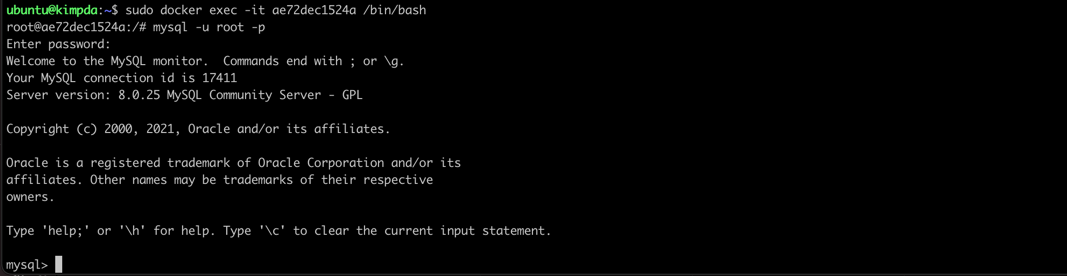 ubuntu@kimpda:~$ sudo docker exec -it ae72dec1524a /bin/bash
root@ae72dec1524a:/# mysql -u root -p
Enter password:
Welcome to the MySQL monitor.  Commands end with ; or \g.
Your MySQL connection id is 17411
Server version: 8.0.25 MySQL Community Server - GPL

Copyright (c) 2000, 2021, Oracle and/or its affiliates.

Oracle is a registered trademark of Oracle Corporation and/or its
affiliates. Other names may be trademarks of their respective
owners.

Type 'help;' or '\h' for help. Type '\c' to clear the current input statement.

mysql>